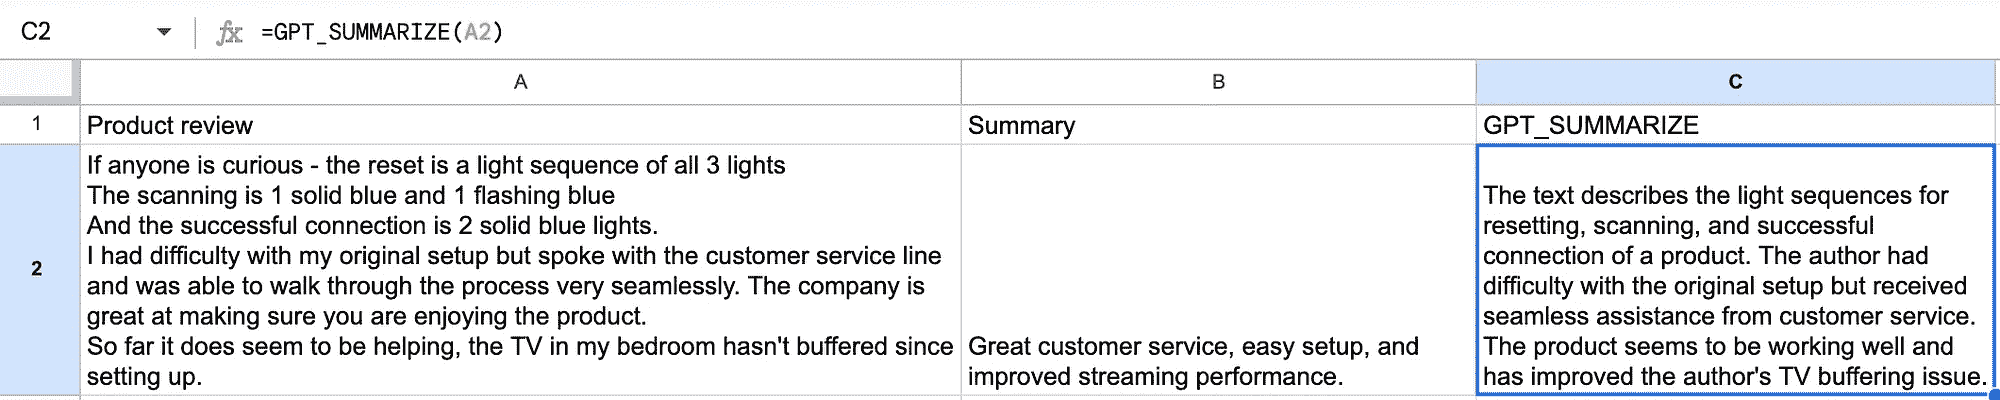 C2
fx =GPT_SUMMARIZE(A2)
A B C
1 Product review Summary GPT_SUMMARIZE
2
If anyone is curious - the reset is a light sequence of all 3 lights
The scanning is 1 solid blue and 1 flashing blue
And the successful connection is 2 solid blue lights.
I had difficulty with my original setup but spoke with the customer service line
and was able to walk through the process very seamlessly. The company is
great at making sure you are enjoying the product.
So far it does seem to be helping, the TV in my bedroom hasn't buffered since
setting up.
Great customer service, easy setup, and
improved streaming performance.
The text describes the light sequences for
resetting, scanning, and successful
connection of a product. The author had
difficulty with the original setup but received
seamless assistance from customer service.
The product seems to be working well and
has improved the author's TV buffering issue.